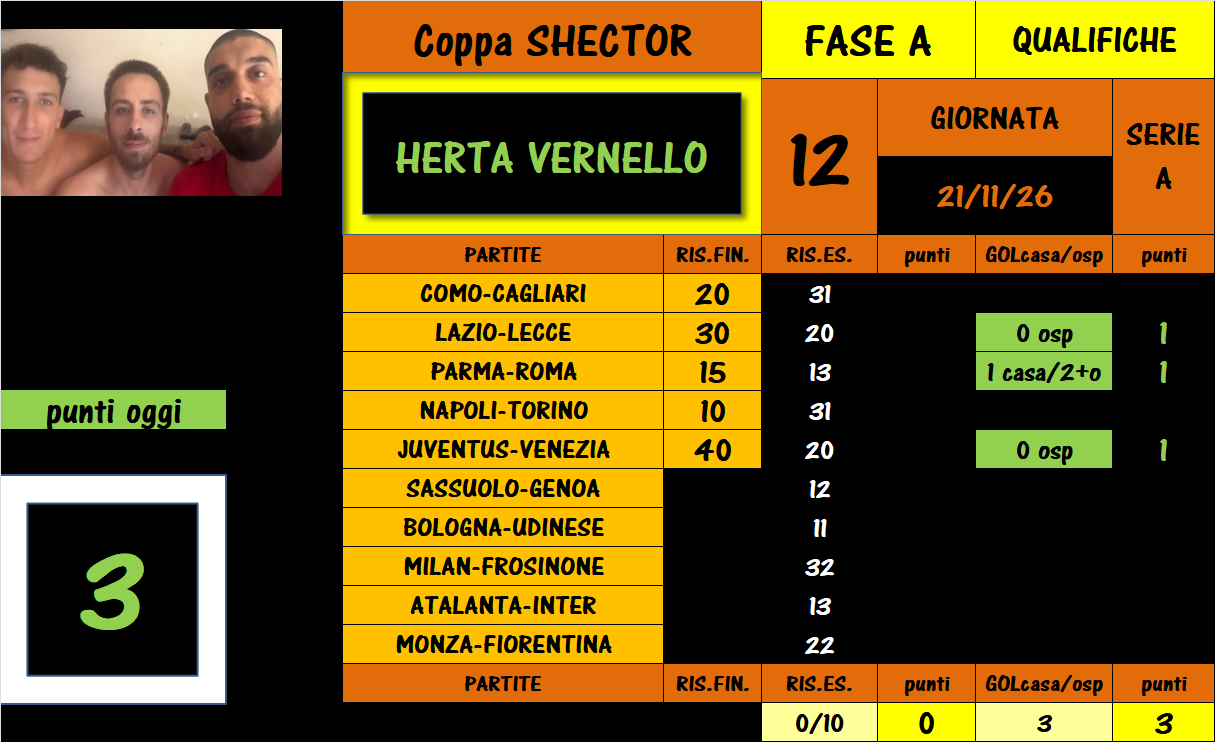 Coppa SHECTOR
FASE A
QUALIFICHE
HERTA VERNELLO
12
GIORNATA
21/11/26
SERIE
A
PARTITE RIS.FIN. RIS.ES. punti GOLcasa/osp punti
COMO-CAGLIARI 20 31
LAZIO-LECCE 30 20 0 osp 1
PARMA-ROMA 15 13 1 casa/2+o 1
NAPOLI-TORINO 10 31
JUVENTUS-VENEZIA 40 20 0 osp 1
SASSUOLO-GENOA 12
BOLOGNA-UDINESE 11
MILAN-FROSINONE 32
ATALANTA-INTER 13
MONZA-FIORENTINA 22
PARTITE RIS.FIN. RIS.ES. punti GOLcasa/osp punti
0/10 0 3 3
punti oggi
3